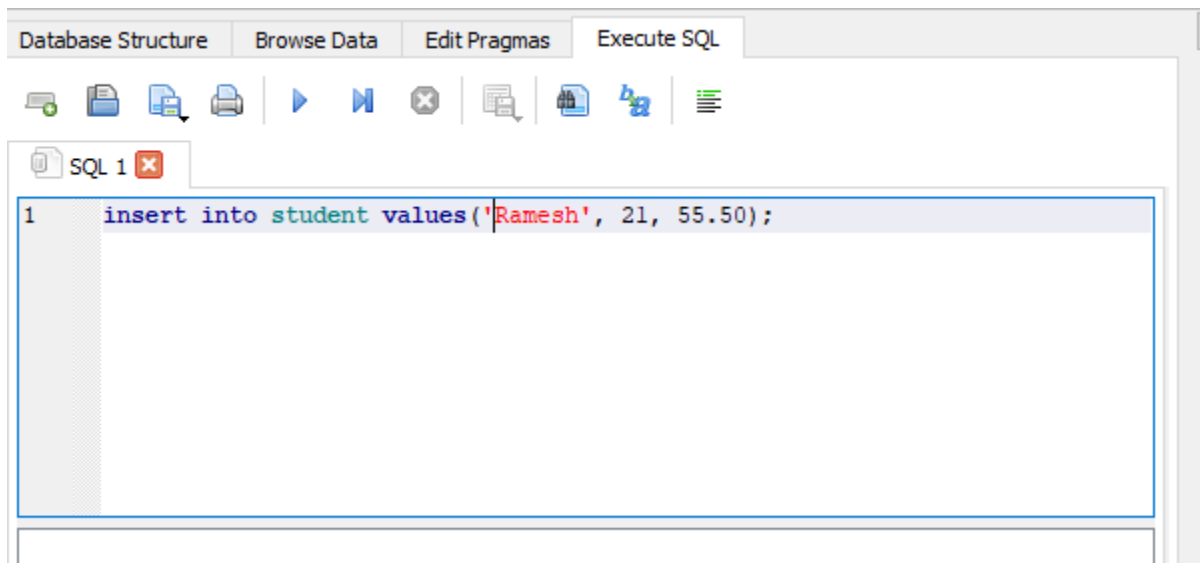 Database Structure Browse Data Edit Pragmas Execute SQL
SQL 1
1 insert into student values('Ramesh', 21, 55.50);